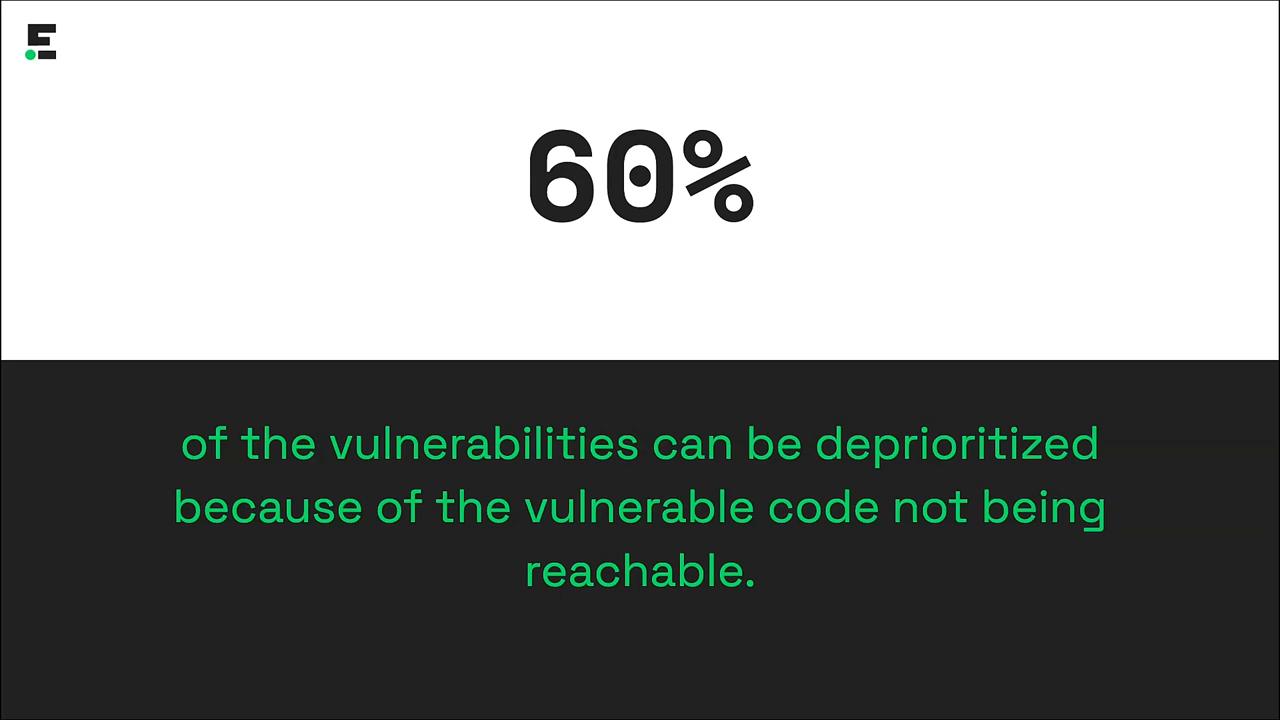 60%
of the vulnerabilities can be deprioritized
because of the vulnerable code not being
reachable.